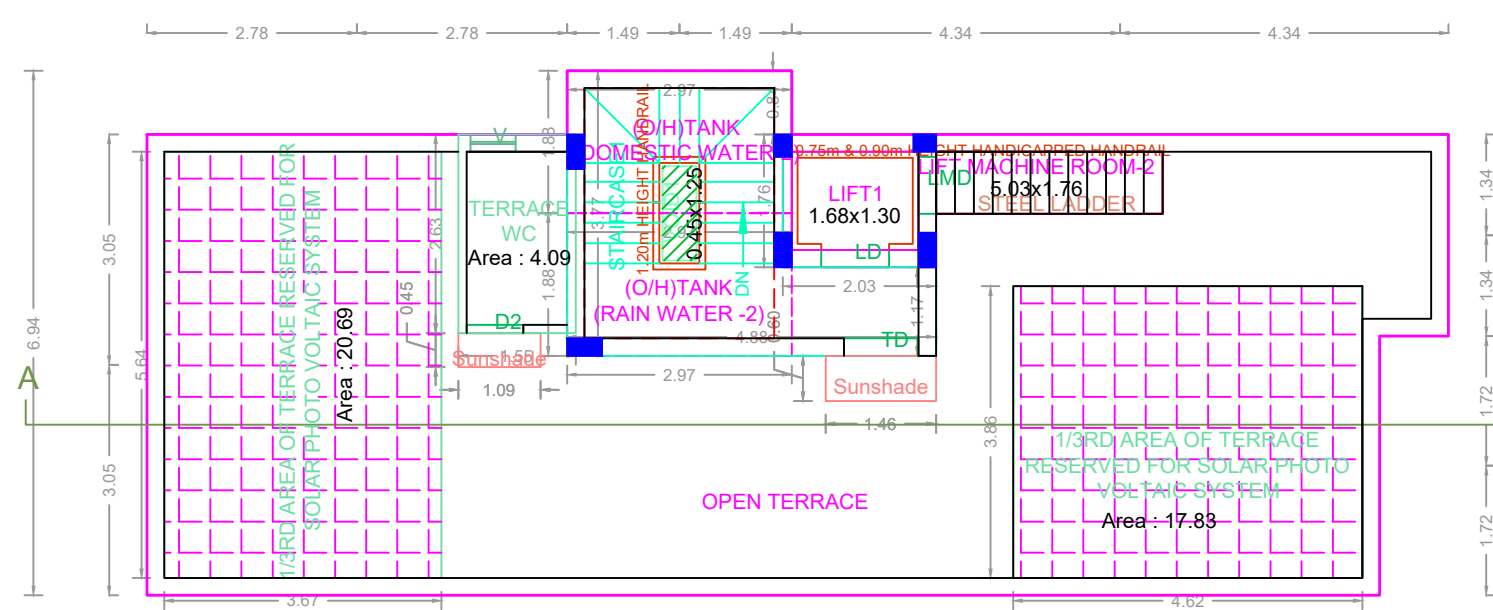 2.78
2.78
1.49
1.49
4.34
4.34
2.97
0.8
(O/H)TANK
DOMESTIC WATER
0.75m & 0.90m HEIGHT HANDICAPPED HANDRAIL
LIFT MACHINE ROOM-2
5.03x1.76
STEEL LADDER
LMD
LIFT1
1.68x1.30
LD
2.03
1.76
1.17
V
1.88
1.88
3.77
STAIRCASE1
1.20m HEIGHT HANDRAIL
0.45x1.25
DN
TERRACE
WC
Area : 4.09
2.63
D2
0.45
Sunshade
1.55
1.09
(O/H)TANK
(RAIN WATER -2)
4.88
0.60
2.97
TD
Sunshade
1.46
6.94
3.05
3.05
5.64
A
1/3RD AREA OF TERRACE RESERVED FOR
SOLAR PHOTO VOLTAIC SYSTEM
Area : 20.69
3.67
OPEN TERRACE
3.86
1/3RD AREA OF TERRACE
RESERVED FOR SOLAR PHOTO
VOLTAIC SYSTEM
Area : 17.83
4.62
1.34
1.34
1.72
1.72